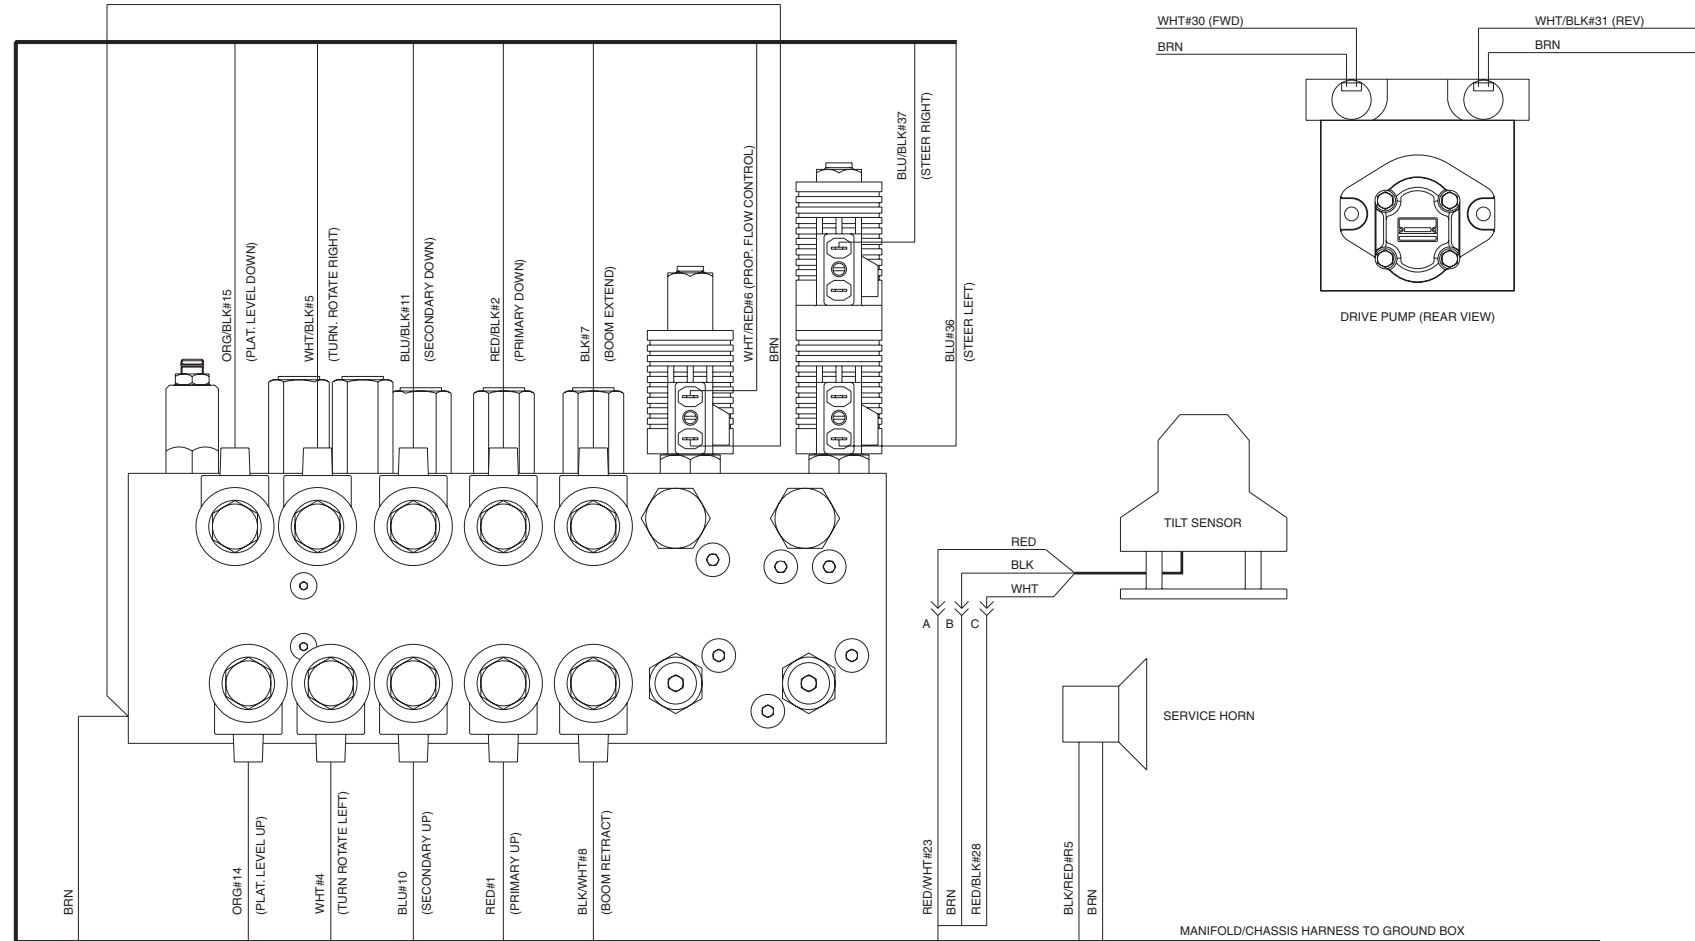 WHT#30 (FWD)
BRN
WHT/BLK#31 (REV)
BRN
DRIVE PUMP (REAR VIEW)
ORG/BLK#15
(PLAT. LEVEL DOWN)
WHT/BLK#5
(TURN. ROTATE RIGHT)
BLU/BLK#11
(SECONDARY DOWN)
RED/BLK#2
(PRIMARY DOWN)
BLK#7
(BOOM EXTEND)
WHT/RED#6 (PROP. FLOW CONTROL)
BRN
BLU/BLK#37
(STEER RIGHT)
BLU#36
(STEER LEFT)
TILT SENSOR
RED
BLK
WHT
A
B
C
SERVICE HORN
BRN
ORG#14
(PLAT. LEVEL UP)
WHT#4
(TURN ROTATE LEFT)
BLU#10
(SECONDARY UP)
RED#1
(PRIMARY UP)
BLK/WHT#8
(BOOM RETRACT)
RED/WHT#23
BRN
RED/BLK#28
BLK/RED#R5
BRN
MANIFOLD/CHASSIS HARNESS TO GROUND BOX